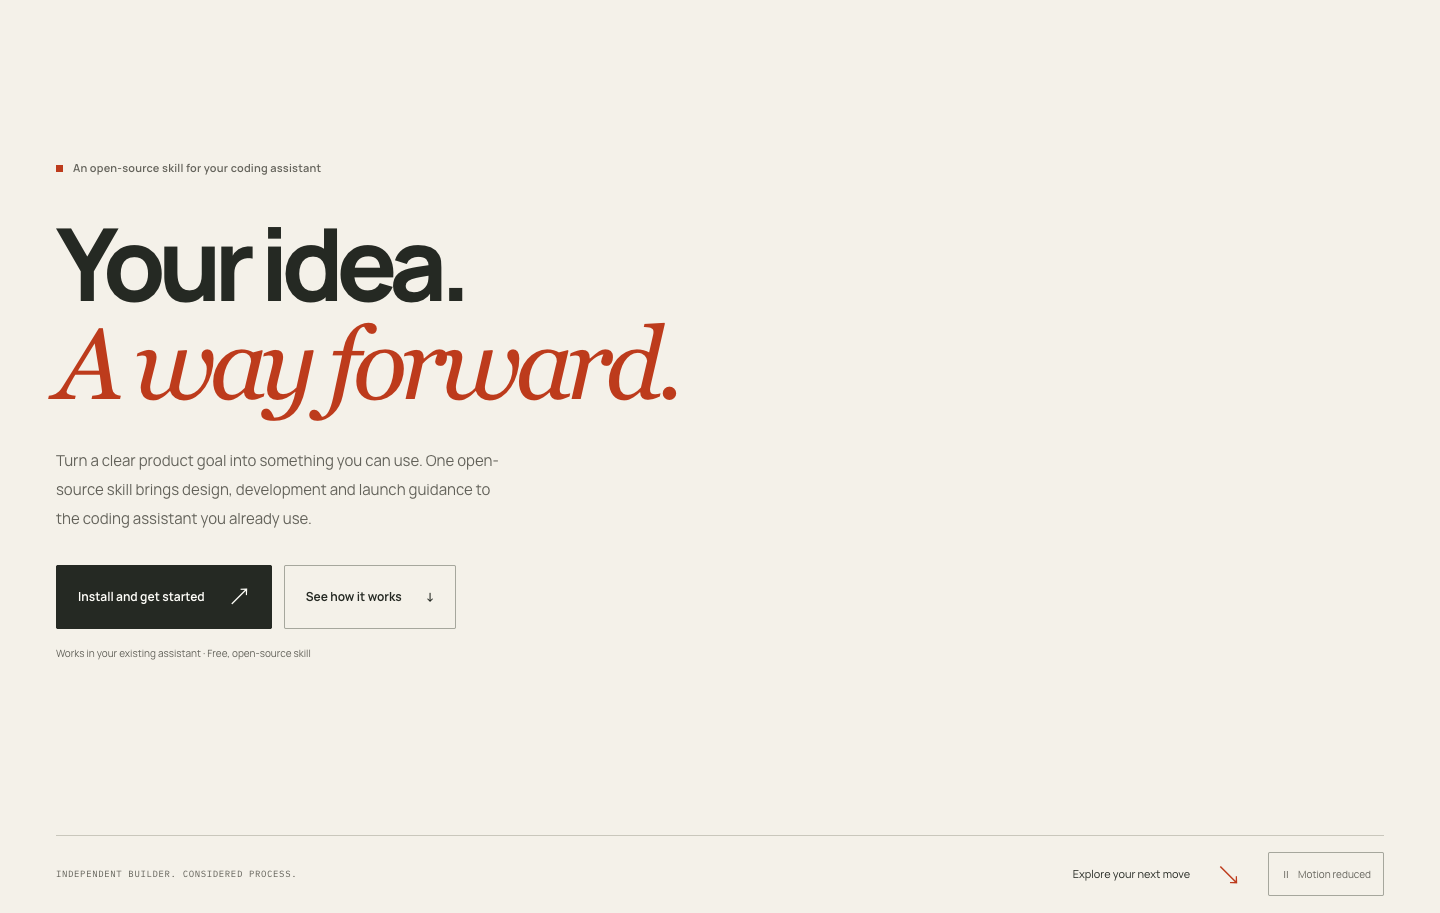 An open-source skill for your coding assistant
Your idea.
A way forward.
Turn a clear product goal into something you can use. One open-
source skill brings design, development and launch guidance to
the coding assistant you already use.
Install and get started ↗
See how it works ↓
Works in your existing assistant · Free, open-source skill
INDEPENDENT BUILDER. CONSIDERED PROCESS.
Explore your next move ↘
Motion reduced